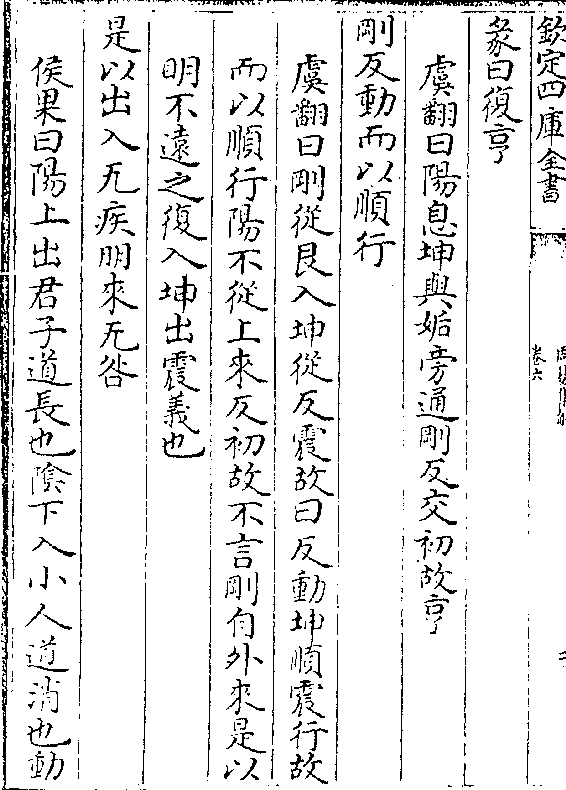 欽定四庫全書
卷六
彖曰復亨
虞翻曰陽息坤與姤旁通剛反交初故亨
剛反動而以順行
虞翻曰剛從艮入坤從反震故曰反動坤順震行故
而以順行陽不從上來反初故不言剛自外來是以
明不遠之復入坤出震義也
是以出入无疾朋來无咎
侯果曰陽上出君子道長也陰下入小人道消也動